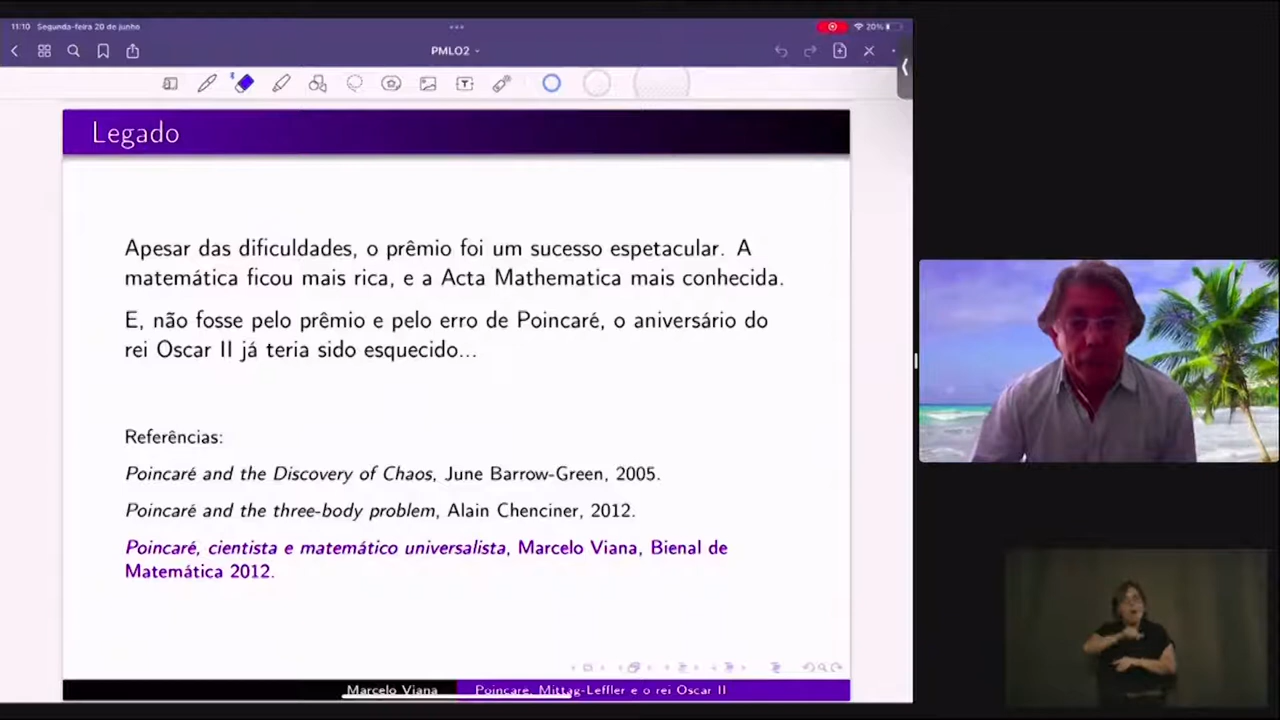 11:10 Segunda-feira 20 de junho
20%
PMLO2
Legado
Apesar das dificuldades, o prêmio foi um sucesso espetacular. A
matemática ficou mais rica, e a Acta Mathematica mais conhecida.
E, não fosse pelo prêmio e pelo erro de Poincaré, o aniversário do
rei Oscar II já teria sido esquecido...
Referências:
Poincaré and the Discovery of Chaos, June Barrow-Green, 2005.
Poincaré and the three-body problem, Alain Chenciner, 2012.
Poincaré, cientista e matemático universalista, Marcelo Viana, Bienal de
Matemática 2012.
Marcelo Viana
Poincare, Mittag-Leffler e o rei Oscar II